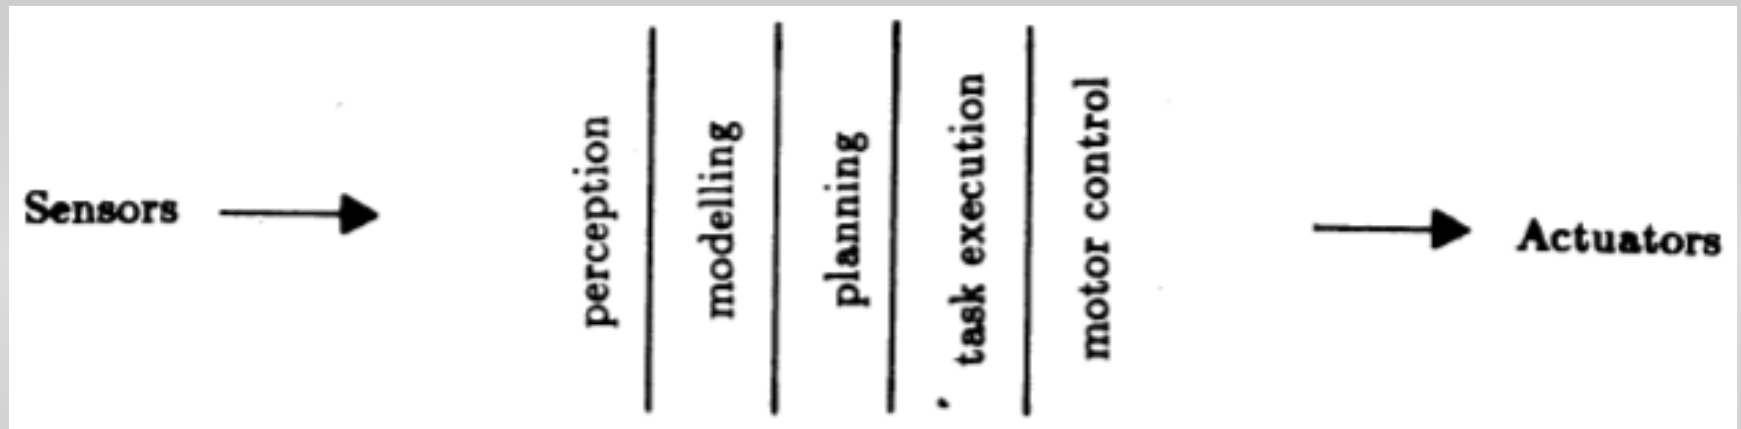 Sensors
perception
modelling
planning
task execution
motor control
Actuators